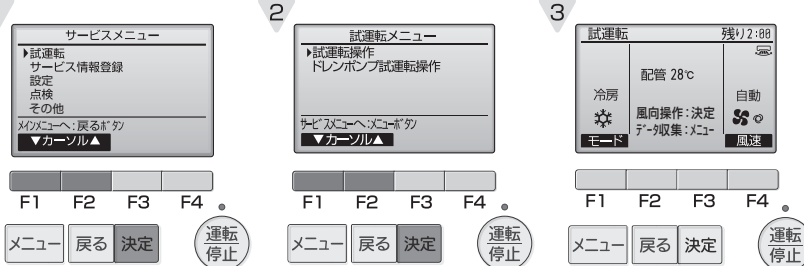 2
3
サービスメニュー
▶試運転
サービス情報登録
設定
点検
その他
メインメニューへ:戻るボタン
▼カーソル▲
F1 F2 F3 F4
メニュー 戻る 決定 運転
停止
試運転メニュー
▶試運転操作
ドレンポンプ試運転操作
サービスメニューへ:メニューボタン
▼カーソル▲
F1 F2 F3 F4
メニュー 戻る 決定 運転
停止
試運転 残り2:00
配管 28℃
冷房 自動
風向操作:決定
データ収集:メニュー
モード 風速
F1 F2 F3 F4
メニュー 戻る 決定 運転
停止